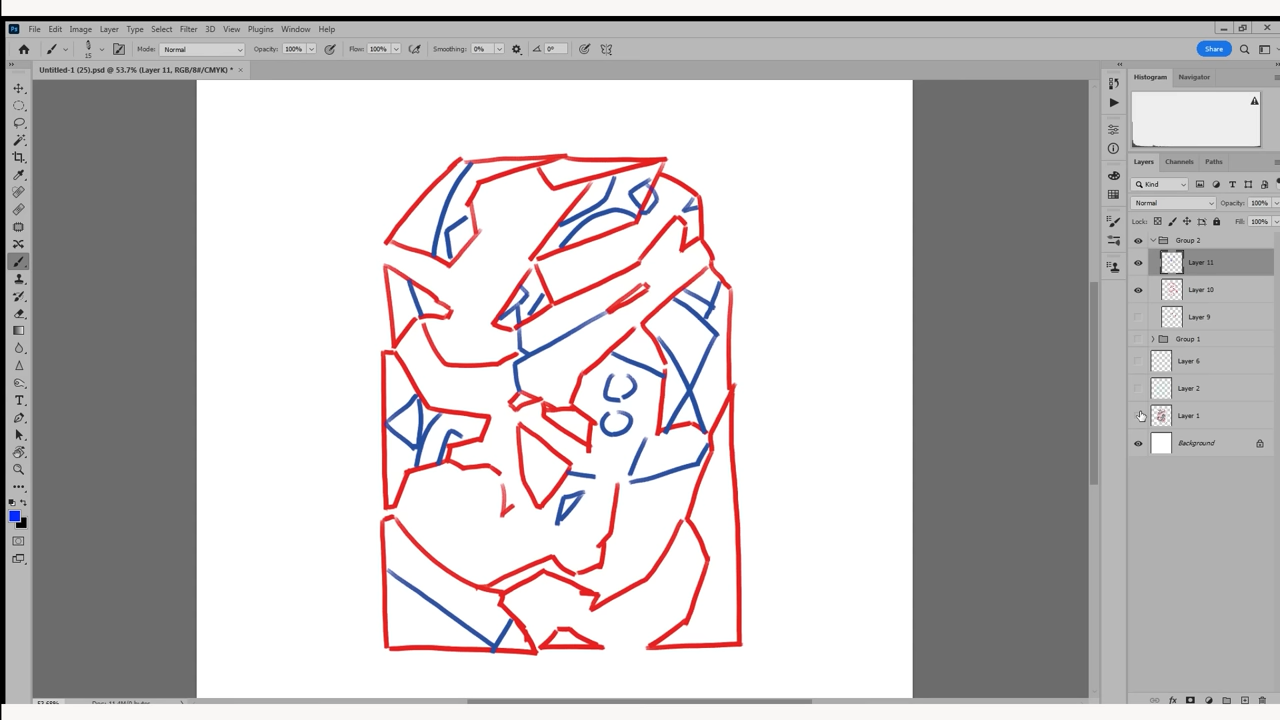 Ps File Edit Image Layer Type Select Filter 3D View Plugins Window Help
15 Mode: Normal Opacity: 100% Flow: 100% Smoothing: 0% 0° Share
Untitled-1 (25).psd @ 53.7% (Layer 11, RGB/8#/CMYK) * ×
Histogram Navigator
Layers Channels Paths
Kind
Normal Opacity: 100%
Lock: Fill: 100%
Group 2
Layer 11
Layer 10
Layer 9
Group 1
Layer 6
Layer 2
Layer 1
Background
fx